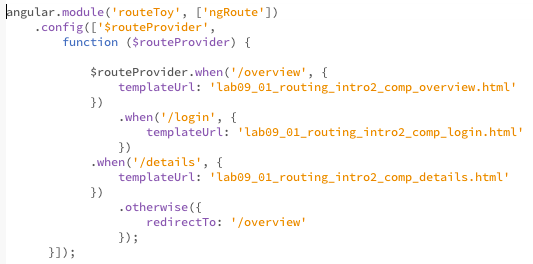 angular.module('routeToy', ['ngRoute'])
    .config(['$routeProvider',
        function ($routeProvider) {

            $routeProvider.when('/overview', {
                templateUrl: 'lab09_01_routing_intro2_comp_overview.html'
            })
                .when('/login', {
                    templateUrl: 'lab09_01_routing_intro2_comp_login.html'
                })
            .when('/details', {
                templateUrl: 'lab09_01_routing_intro2_comp_details.html'
            })
                .otherwise({
                    redirectTo: '/overview'
                });
      }]);